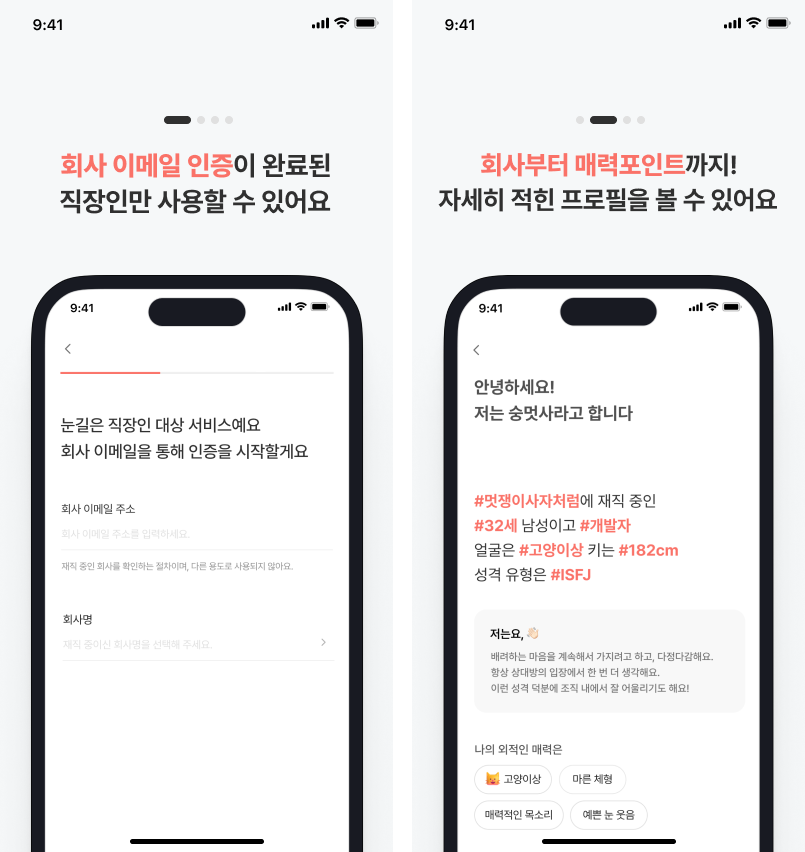 9:41
회사 이메일 인증이 완료된
직장인만 사용할 수 있어요
9:41
눈길은 직장인 대상 서비스예요
회사 이메일을 통해 인증을 시작할게요
회사 이메일 주소
회사 이메일 주소를 입력하세요.
재직 중인 회사를 확인하는 절차이며, 다른 용도로 사용되지 않아요.
회사명
재직 중이신 회사명을 선택해 주세요.
9:41
회사부터 매력포인트까지!
자세히 적힌 프로필을 볼 수 있어요
9:41
안녕하세요!
저는 숭멋사라고 합니다
#멋쟁이사자처럼에 재직 중인
#32세 남성이고 #개발자
얼굴은 #고양이상 키는 #182cm
성격 유형은 #ISFJ
저는요, 👋🏻
배려하는 마음을 계속해서 가지려고 하고, 다정다감해요.
항상 상대방의 입장에서 한 번 더 생각해요.
이런 성격 덕분에 조직 내에서 잘 어울리기도 해요!
나의 외적인 매력은
😼 고양이상 마른 체형
매력적인 목소리 예쁜 눈 웃음